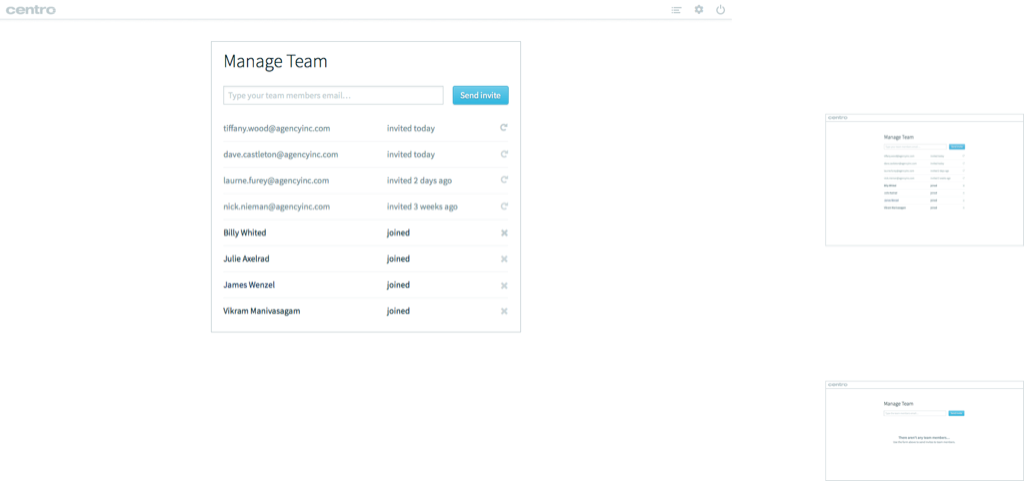 centro
Manage Team
Type your team members email... Send invite
tiffany.wood@agencyinc.com invited today
dave.castleton@agencyinc.com invited today
laurne.furey@agencyinc.com invited 2 days ago
nick.nieman@agencyinc.com invited 3 weeks ago
Billy Whited joined
Julie Axelrad joined
James Wenzel joined
Vikram Manivasagam joined
centro
Manage Team
centro
Manage Team
There aren't any team members...